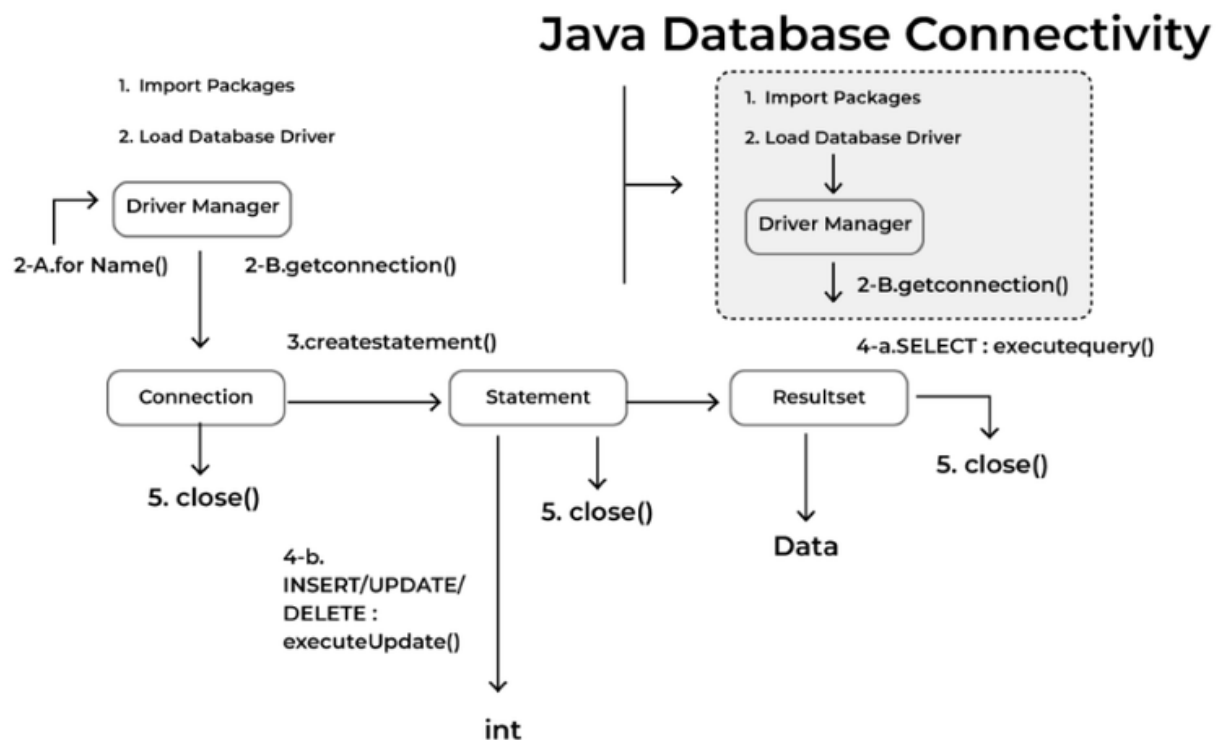 Java Database Connectivity
1. Import Packages
2. Load Database Driver
Driver Manager
2-A.for Name()
2-B.getconnection()
1. Import Packages
2. Load Database Driver
Driver Manager
2-B.getconnection()
3.createstatement()
4-a.SELECT : executequery()
Connection
Statement
Resultset
5. close()
5. close()
5. close()
Data
4-b.
INSERT/UPDATE/
DELETE :
executeUpdate()
int